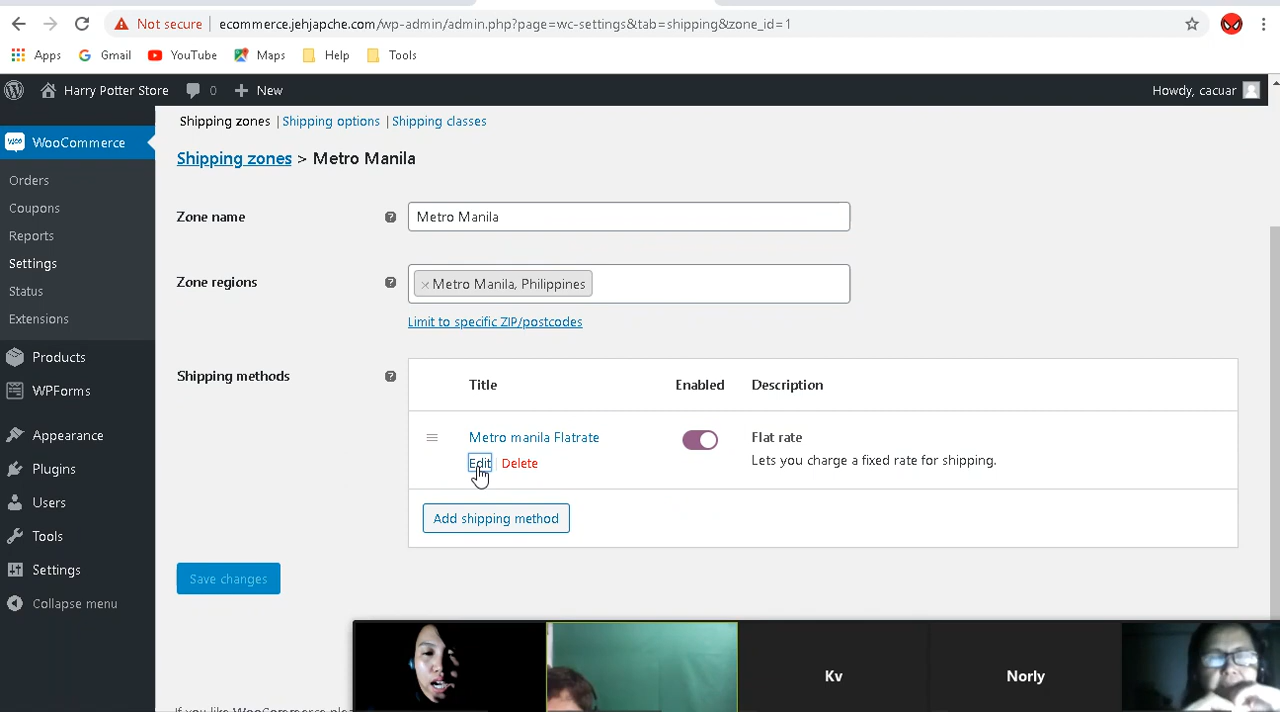 Not secure ecommerce.jehjapche.com/wp-admin/admin.php?page=wc-settings&tab=shipping&zone_id=1
Apps Gmail YouTube Maps Help Tools
Harry Potter Store 0 New Howdy, cacuar
WooCommerce
Orders
Coupons
Reports
Settings
Status
Extensions
Products
WPForms
Appearance
Plugins
Users
Tools
Settings
Collapse menu
Shipping zones | Shipping options | Shipping classes
Shipping zones > Metro Manila
Zone name ? Metro Manila
Zone regions ? × Metro Manila, Philippines
Limit to specific ZIP/postcodes
Shipping methods ?
Title Enabled Description
Metro manila Flatrate Flat rate
Edit | Delete Lets you charge a fixed rate for shipping.
Add shipping method
Save changes
Kv Norly
If you like WooCommerce